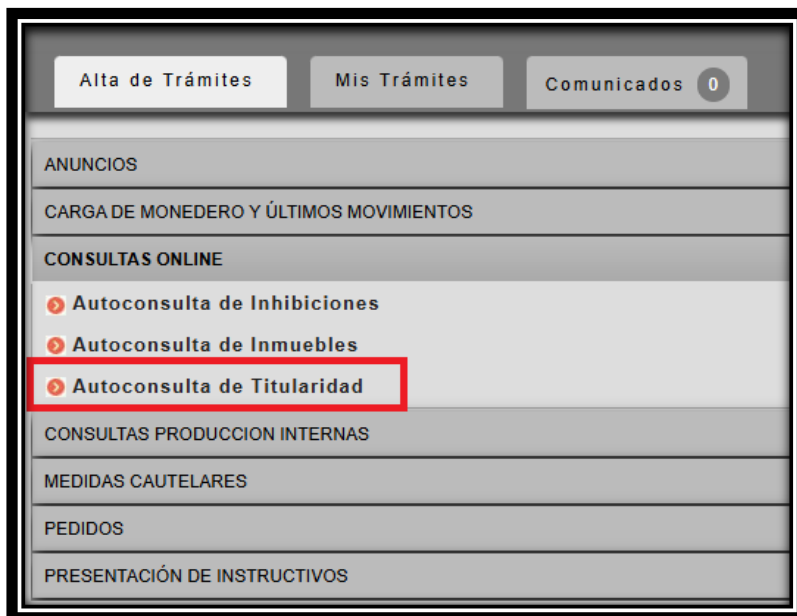 Alta de Trámites Mis Trámites Comunicados 0
ANUNCIOS
CARGA DE MONEDERO Y ÚLTIMOS MOVIMIENTOS
CONSULTAS ONLINE
Autoconsulta de Inhibiciones
Autoconsulta de Inmuebles
Autoconsulta de Titularidad
CONSULTAS PRODUCCION INTERNAS
MEDIDAS CAUTELARES
PEDIDOS
PRESENTACIÓN DE INSTRUCTIVOS